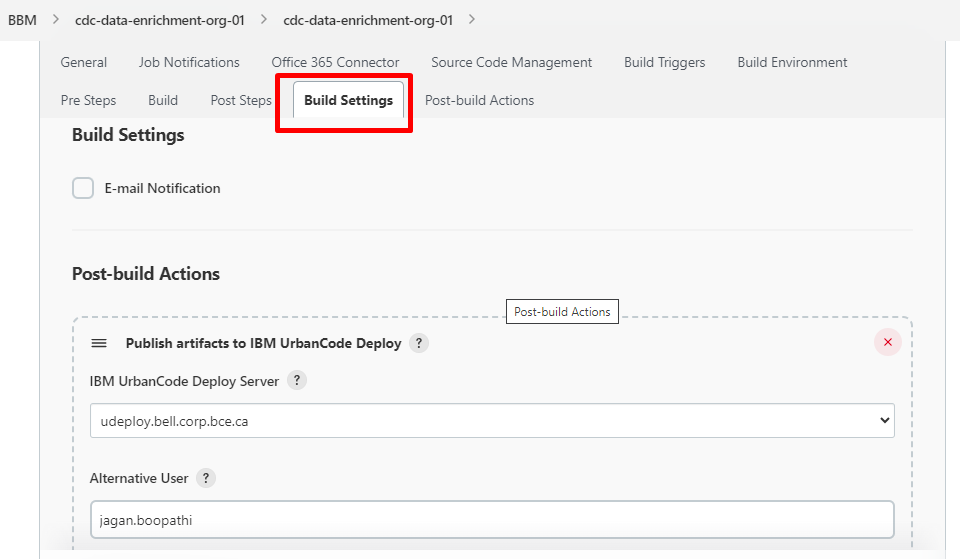 BBM > cdc-data-enrichment-org-01 > cdc-data-enrichment-org-01 >
General Job Notifications Office 365 Connector Source Code Management Build Triggers Build Environment
Pre Steps Build Post Steps Build Settings Post-build Actions
Build Settings
E-mail Notification
Post-build Actions
Post-build Actions
Publish artifacts to IBM UrbanCode Deploy ?
IBM UrbanCode Deploy Server ?
udeploy.bell.corp.bce.ca
Alternative User ?
jagan.boopathi